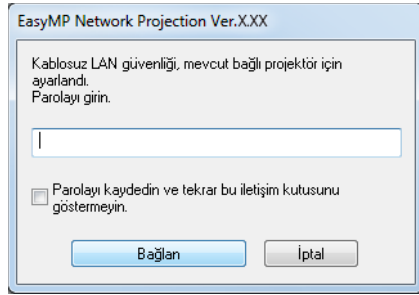 EasyMP Network Projection Ver.X.XX
Kablosuz LAN güvenliği, mevcut bağlı projektör için
ayarlandı.
Parolayı girin.
Parolayı kaydedin ve tekrar bu iletişim kutusunu
göstermeyin.
Bağlan
İptal